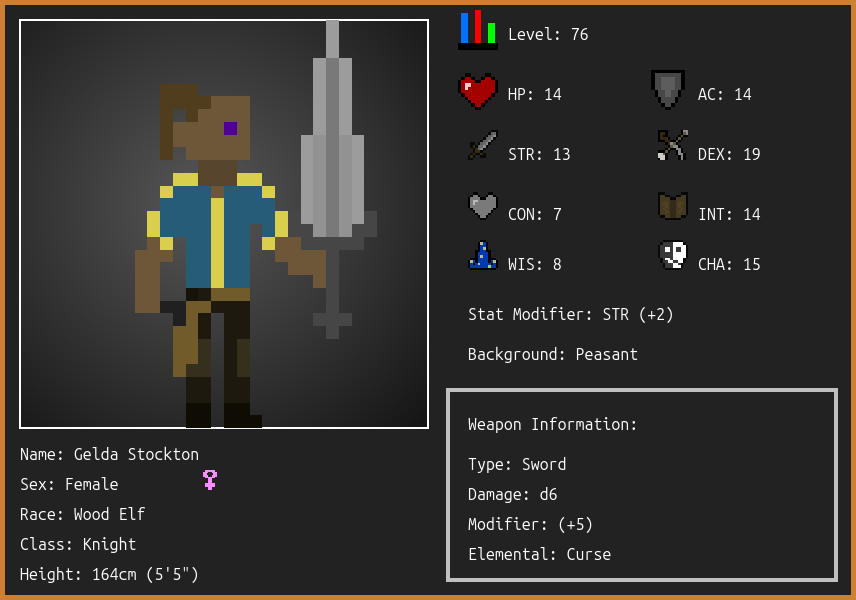 Level: 76
HP: 14
AC: 14
STR: 13
DEX: 19
CON: 7
INT: 14
WIS: 8
CHA: 15
Stat Modifier: STR (+2)
Background: Peasant
Weapon Information:
Type: Sword
Damage: d6
Modifier: (+5)
Elemental: Curse
Name: Gelda Stockton
Sex: Female
Race: Wood Elf
Class: Knight
Height: 164cm (5'5")